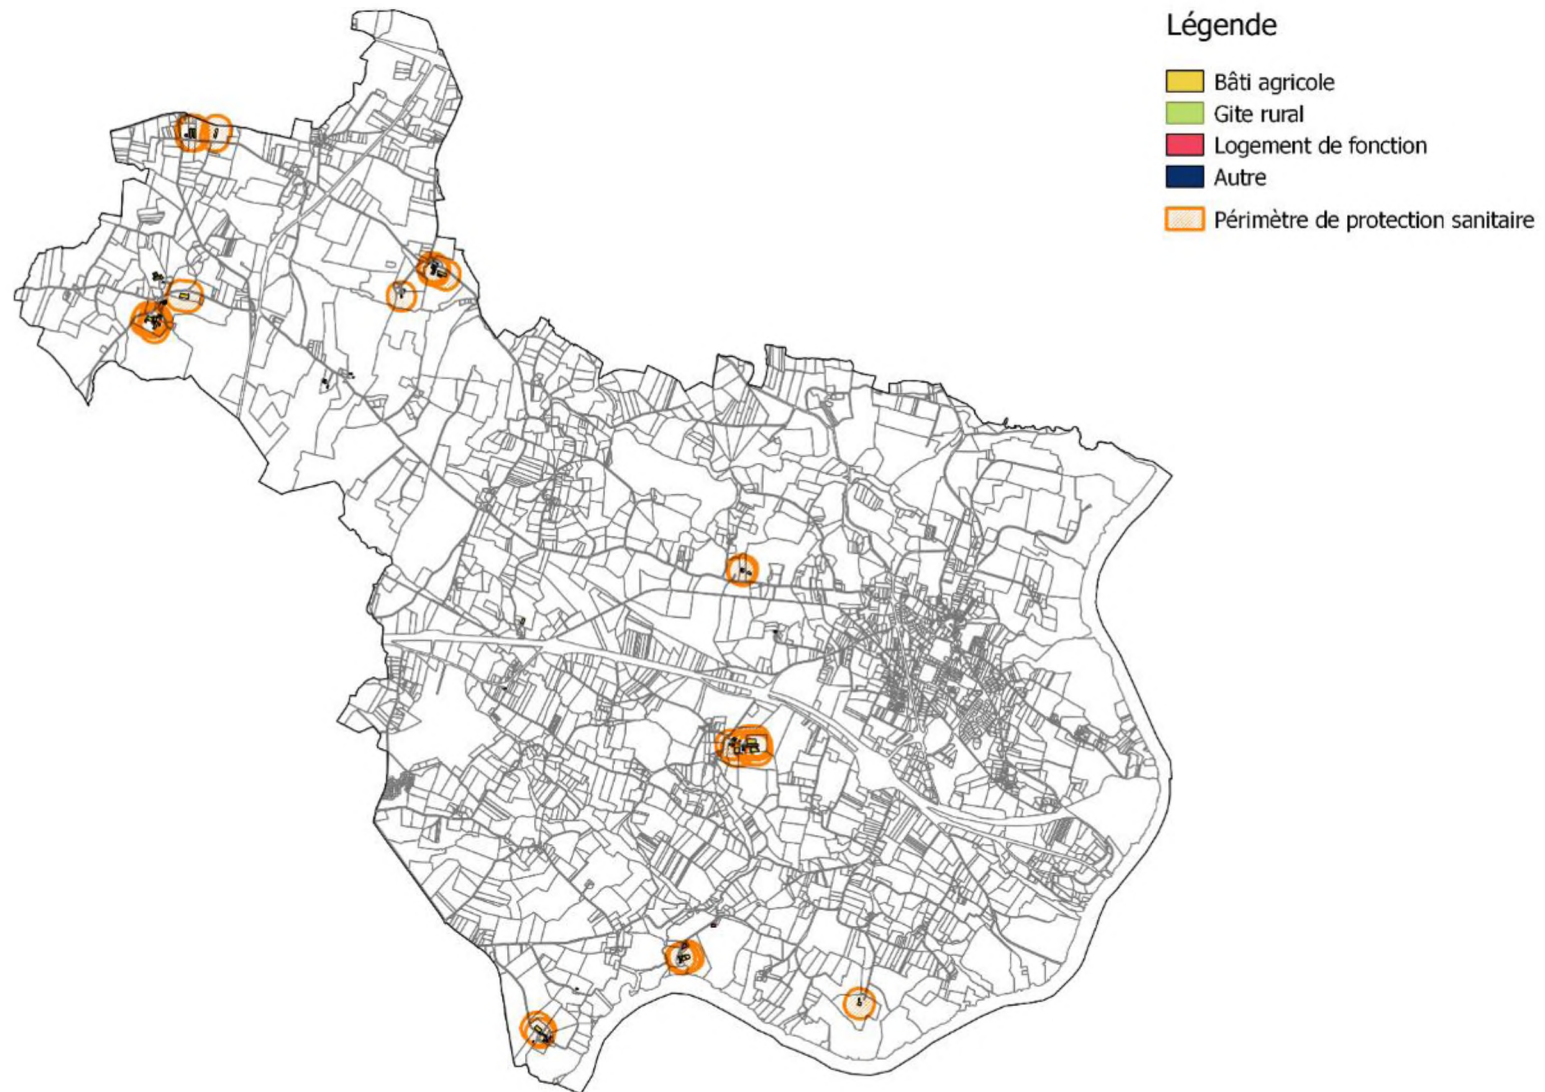 Légende
Bâti agricole
Gite rural
Logement de fonction
Autre
Périmètre de protection sanitaire